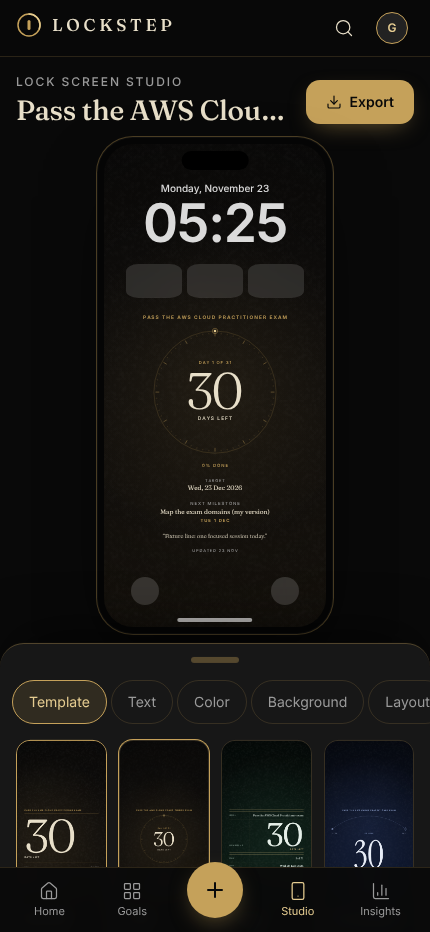 LOCKSTEP
G
LOCK SCREEN STUDIO
Pass the AWS Clou...
Export
Monday, November 23
05:25
PASS THE AWS CLOUD PRACTITIONER EXAM
DAY 1 OF 31
30
DAYS LEFT
0% DONE
TARGET
Wed, 23 Dec 2026
NEXT MILESTONE
Map the exam domains (my version)
TUE 1 DEC
"Picture line: one focused session today."
UPDATED 23 NOV
Template
Text
Color
Background
Layout
30
DAYS LEFT
30
30
30
Home
Goals
Studio
Insights